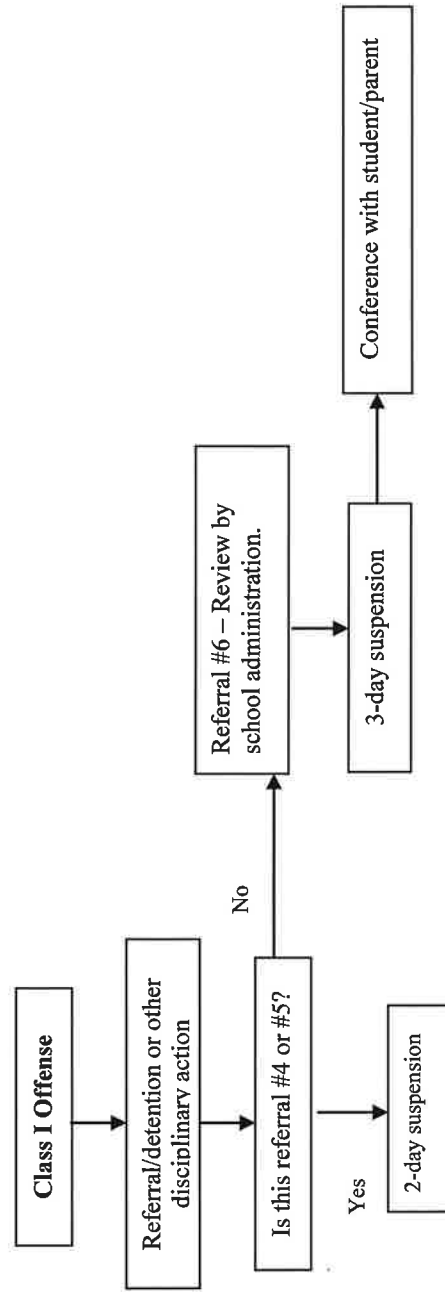 Class I Offense
Referral/detention or other
disciplinary action
Is this referral #4 or #5?
No
Yes
2-day suspension
Referral #6 – Review by
school administration.
3-day suspension
Conference with student/parent